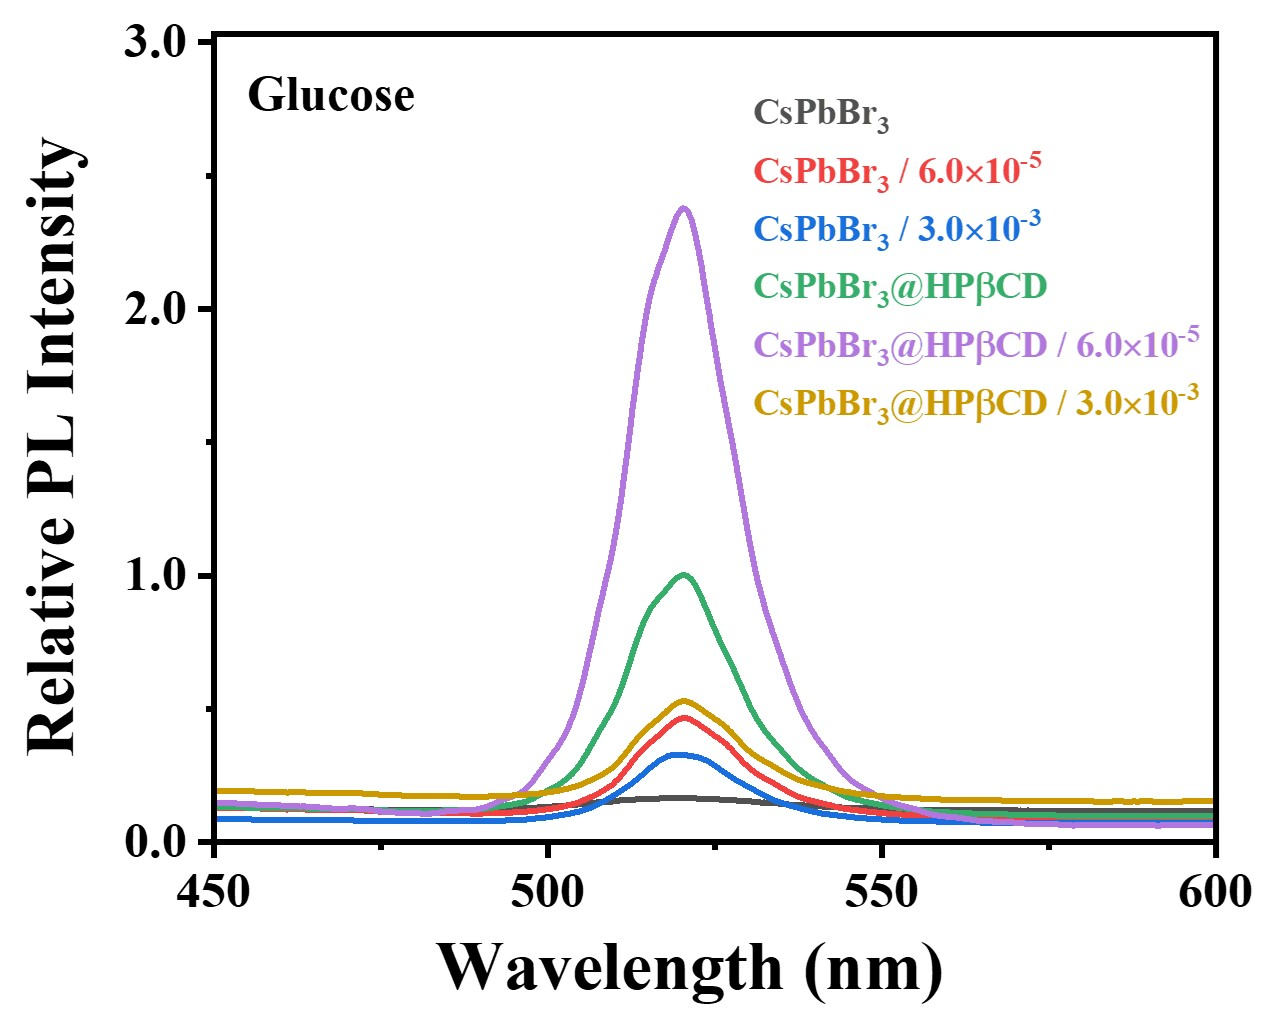 3.0
Glucose
CsPbBr₃
CsPbBr₃ / 6.0×10⁻⁵
CsPbBr₃ / 3.0×10⁻³
CsPbBr₃@HPβCD
CsPbBr₃@HPβCD / 6.0×10⁻⁵
CsPbBr₃@HPβCD / 3.0×10⁻³
2.0
1.0
0.0
Relative PL Intensity
450 500 550 600
Wavelength (nm)